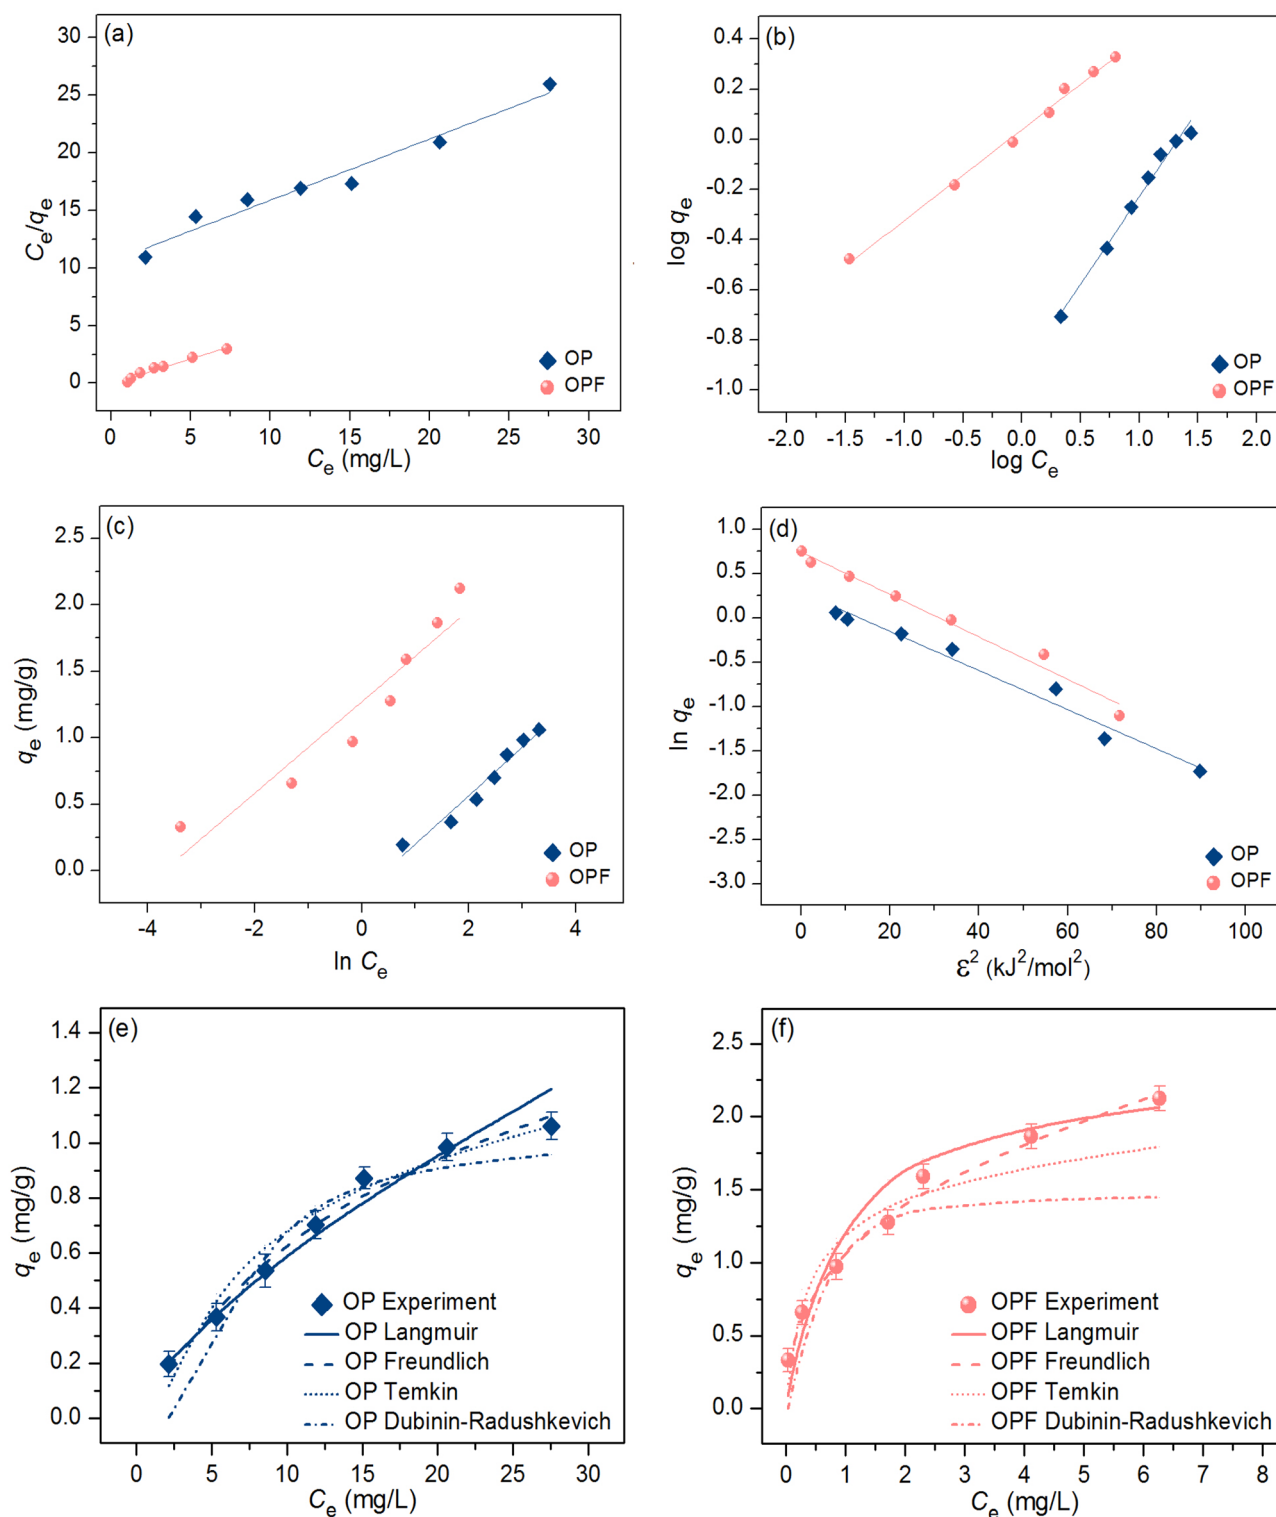 (a)
30
25
20
15
10
5
0
C_e/q_e
0 5 10 15 20 25 30
C_e (mg/L)
OP
OPF
(b)
0.4
0.2
0.0
-0.2
-0.4
-0.6
-0.8
-1.0
log q_e
-2.0 -1.5 -1.0 -0.5 0.0 0.5 1.0 1.5 2.0
log C_e
OP
OPF
(c)
2.5
2.0
1.5
1.0
0.5
0.0
q_e (mg/g)
-4 -2 0 2 4
ln C_e
OP
OPF
(d)
1.0
0.5
0.0
-0.5
-1.0
-1.5
-2.0
-2.5
-3.0
ln q_e
0 20 40 60 80 100
ε² (kJ²/mol²)
OP
OPF
(e)
1.4
1.2
1.0
0.8
0.6
0.4
0.2
0.0
q_e (mg/g)
0 5 10 15 20 25 30
C_e (mg/L)
OP Experiment
OP Langmuir
OP Freundlich
OP Temkin
OP Dubinin-Radushkevich
(f)
2.5
2.0
1.5
1.0
0.5
0.0
q_e (mg/g)
0 1 2 3 4 5 6 7 8
C_e (mg/L)
OPF Experiment
OPF Langmuir
OPF Freundlich
OPF Temkin
OPF Dubinin-Radushkevich